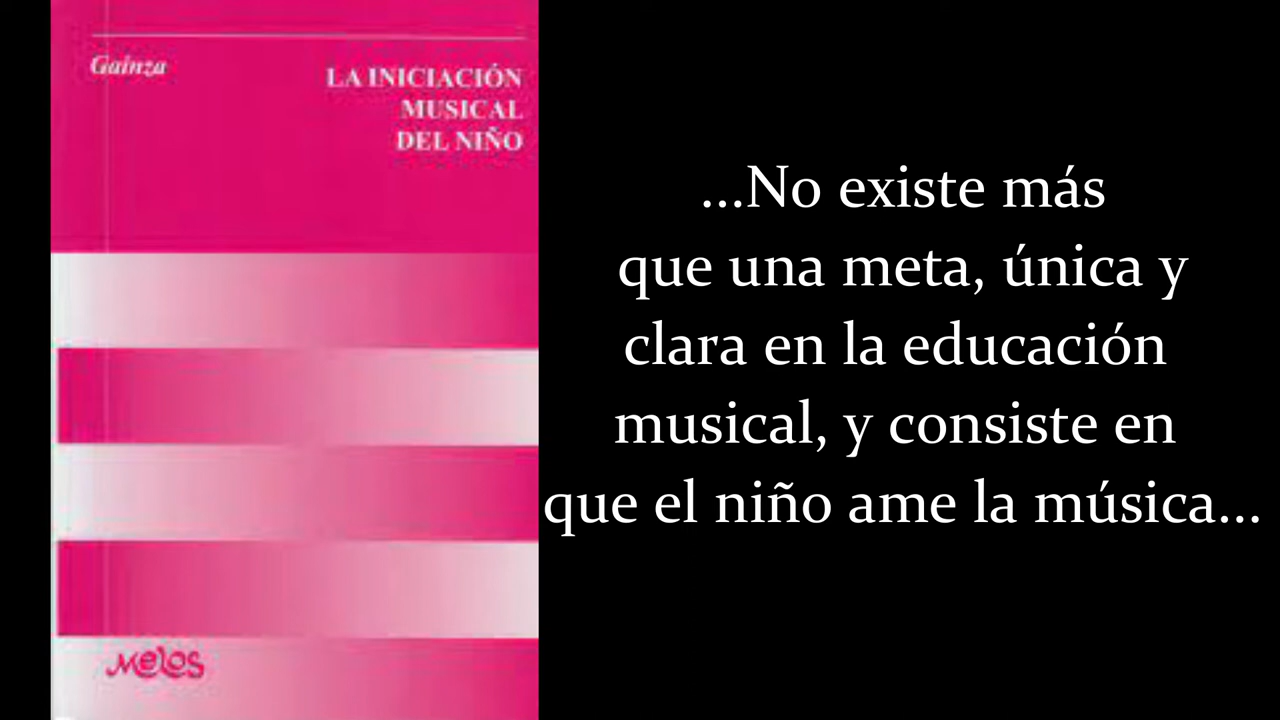 Gainza
LA INICIACIÓN
MUSICAL
DEL NIÑO
Melos
...No existe más
que una meta, única y
clara en la educación
musical, y consiste en
que el niño ame la música...